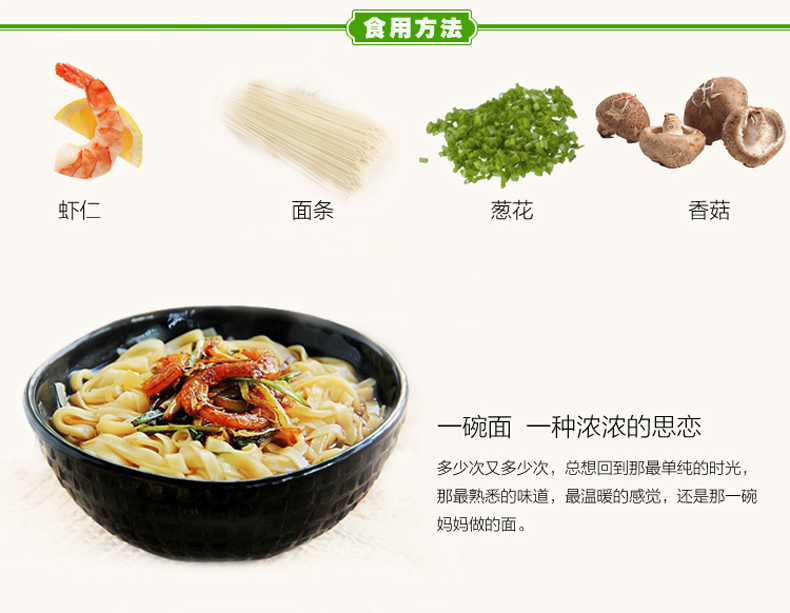 食用方法
虾仁
面条
葱花
香菇
一碗面 一种浓浓的思恋
多少次又多少次，总想回到那最单纯的时光，
那最熟悉的味道，最温暖的感觉，还是那一碗
妈妈做的面。